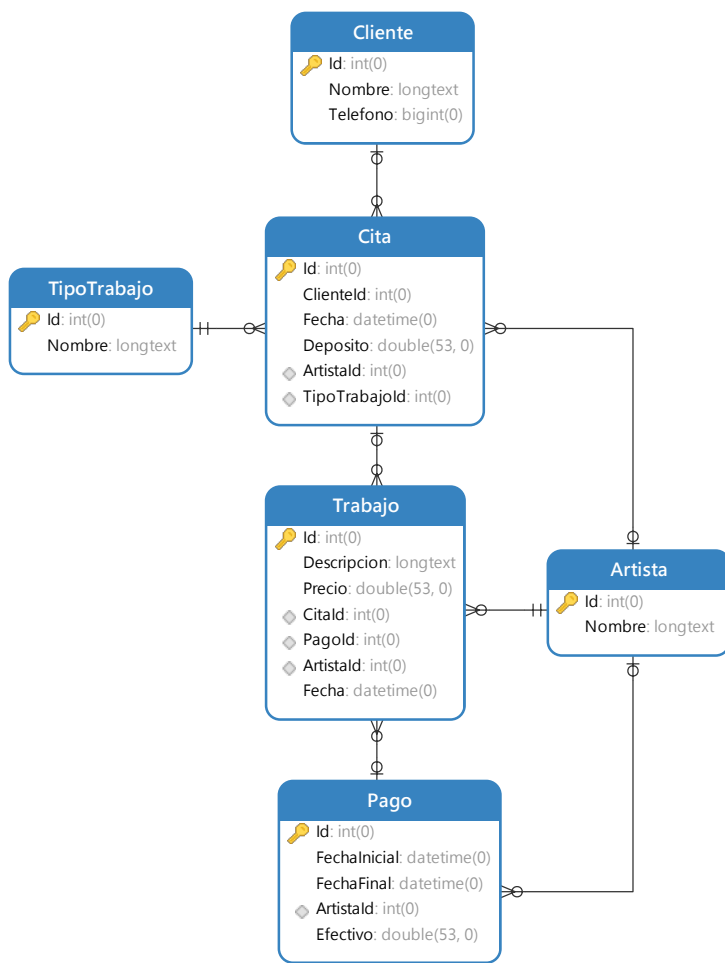 Cliente
Id: int(0)
Nombre: longtext
Telefono: bigint(0)
Cita
Id: int(0)
ClienteId: int(0)
Fecha: datetime(0)
Deposito: double(53, 0)
ArtistaId: int(0)
TipoTrabajoId: int(0)
TipoTrabajo
Id: int(0)
Nombre: longtext
Trabajo
Id: int(0)
Descripcion: longtext
Precio: double(53, 0)
CitaId: int(0)
PagoId: int(0)
ArtistaId: int(0)
Fecha: datetime(0)
Artista
Id: int(0)
Nombre: longtext
Pago
Id: int(0)
FechaInicial: datetime(0)
FechaFinal: datetime(0)
ArtistaId: int(0)
Efectivo: double(53, 0)